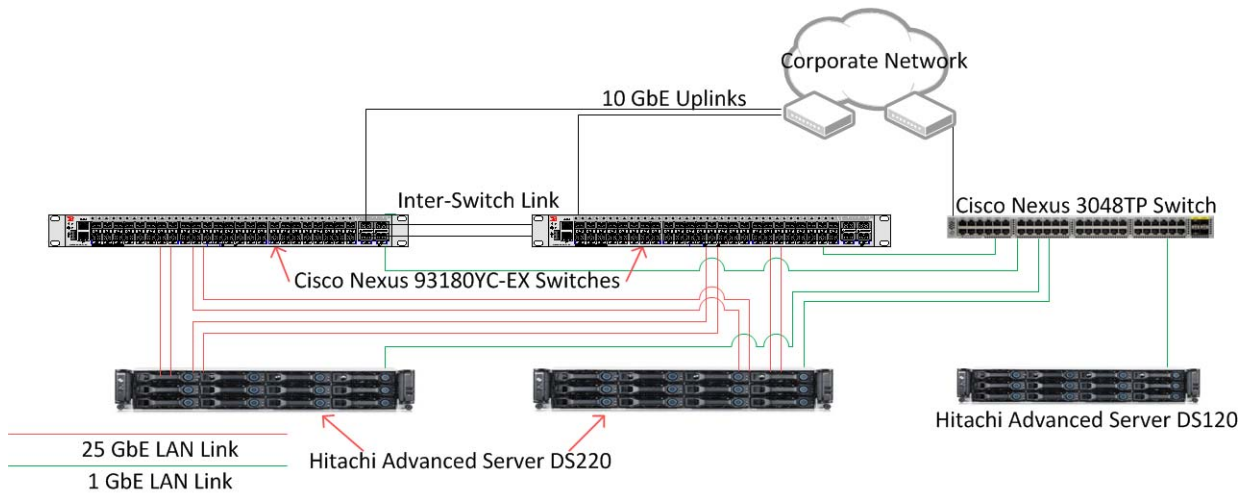 Corporate Network
10 GbE Uplinks
Inter-Switch Link
Cisco Nexus 3048TP Switch
Cisco Nexus 93180YC-EX Switches
Hitachi Advanced Server DS120
25 GbE LAN Link
Hitachi Advanced Server DS220
1 GbE LAN Link